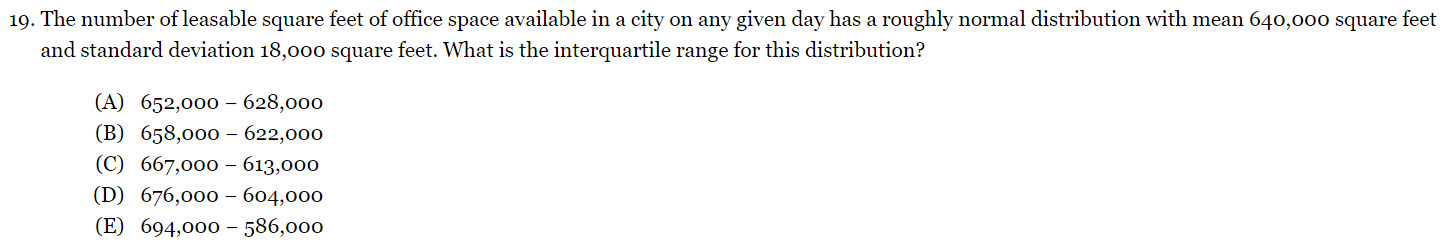 19. The number of leasable square feet of office space available in a city on any given day has a roughly normal distribution with mean 640,000 square feet
and standard deviation 18,000 square feet. What is the interquartile range for this distribution?
(A) 652,000 – 628,000
(B) 658,000 – 622,000
(C) 667,000 – 613,000
(D) 676,000 – 604,000
(E) 694,000 – 586,000